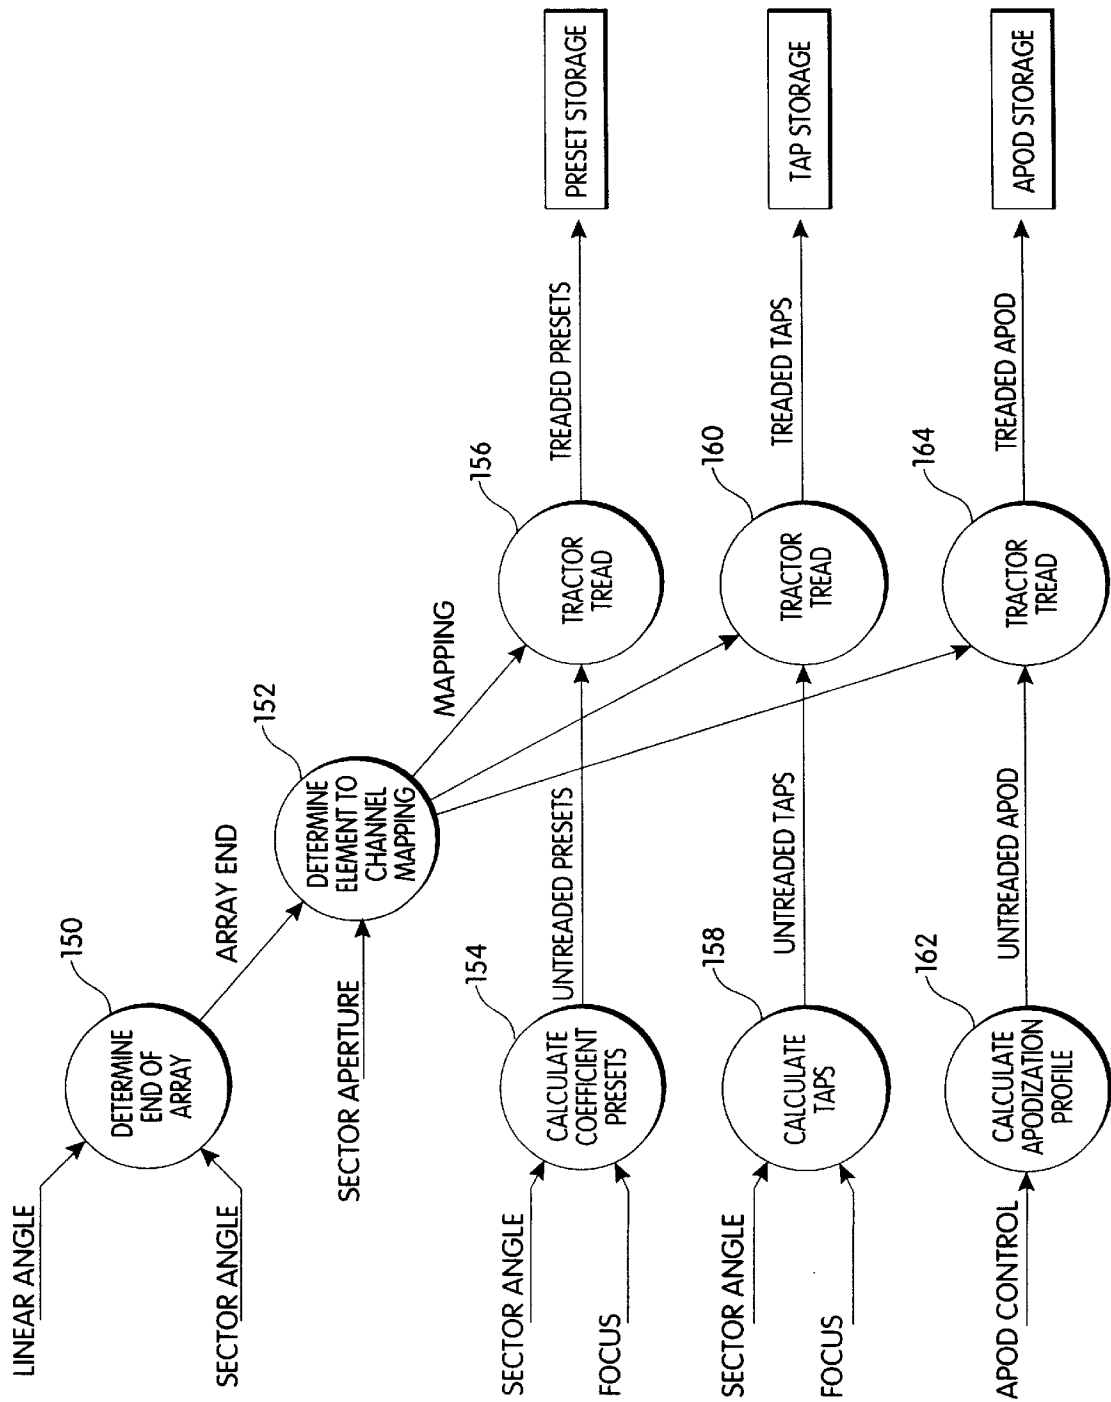 LINEAR ANGLE
SECTOR ANGLE
150
DETERMINE
END OF
ARRAY
ARRAY END
SECTOR APERTURE
152
DETERMINE
ELEMENT TO
CHANNEL
MAPPING
MAPPING
SECTOR ANGLE
FOCUS
154
CALCULATE
COEFFICIENT
PRESETS
UNTREADED PRESETS
156
TRACTOR
TREAD
TREADED PRESETS
PRESET STORAGE
SECTOR ANGLE
FOCUS
158
CALCULATE
TAPS
UNTREADED TAPS
160
TRACTOR
TREAD
TREADED TAPS
TAP STORAGE
APOD CONTROL
162
CALCULATE
APODIZATION
PROFILE
UNTREADED APOD
164
TRACTOR
TREAD
TREADED APOD
APOD STORAGE